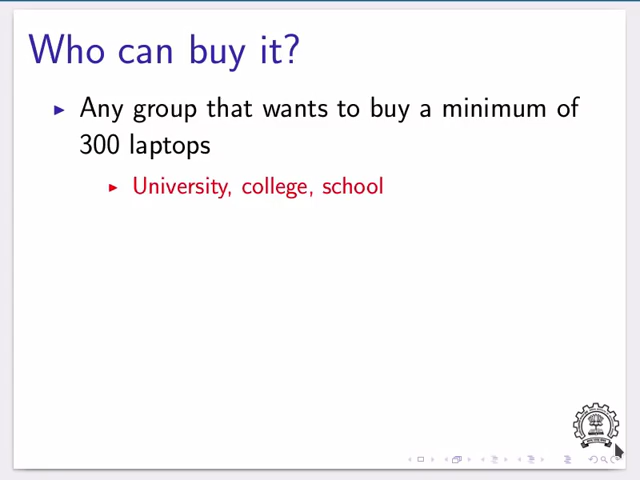 Who can buy it?
Any group that wants to buy a minimum of
300 laptops
University, college, school